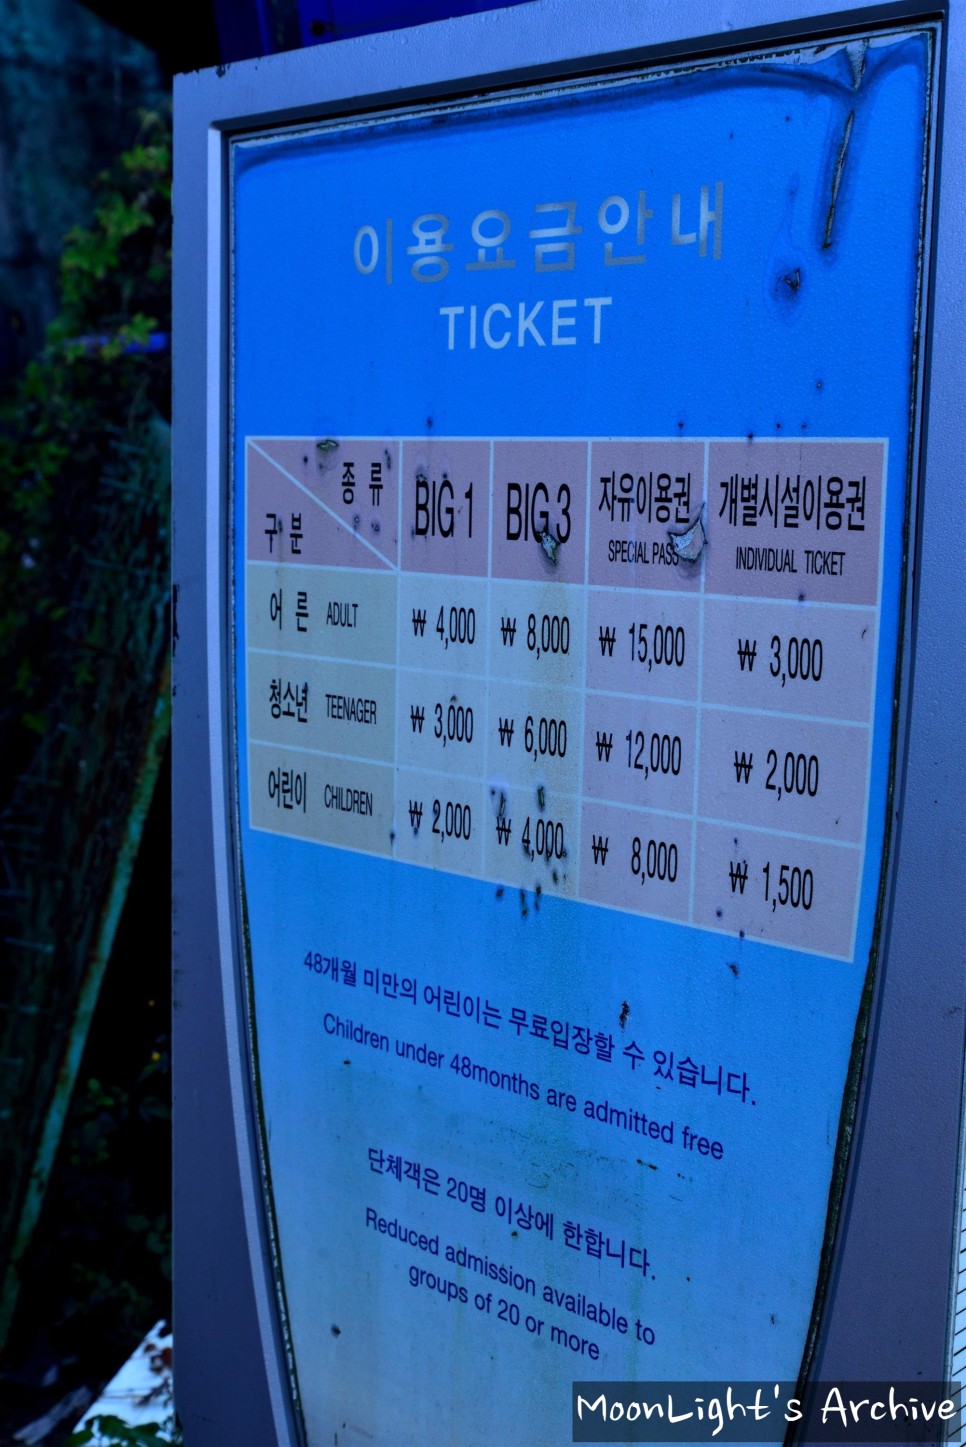 이용요금안내
TICKET
종 류
구 분
BIG 1
BIG 3
자유이용권
SPECIAL PASS
개별시설이용권
INDIVIDUAL TICKET
어 른 ADULT ₩ 4,000 ₩ 8,000 ₩ 15,000 ₩ 3,000
청소년 TEENAGER ₩ 3,000 ₩ 6,000 ₩ 12,000 ₩ 2,000
어린이 CHILDREN ₩ 2,000 ₩ 4,000 ₩ 8,000 ₩ 1,500
48개월 미만의 어린이는 무료입장할 수 있습니다.
Children under 48months are admitted free
단체객은 20명 이상에 한합니다.
Reduced admission available to
groups of 20 or more
MoonLight's Archive